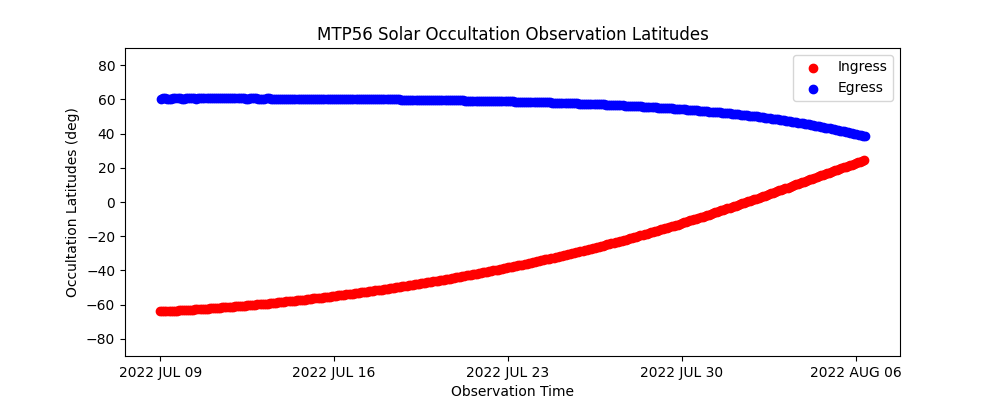 MTP56 Solar Occultation Observation Latitudes
Ingress
Egress
Occultation Latitudes (deg)
80
60
40
20
0
−20
−40
−60
−80
2022 JUL 09
2022 JUL 16
2022 JUL 23
2022 JUL 30
2022 AUG 06
Observation Time